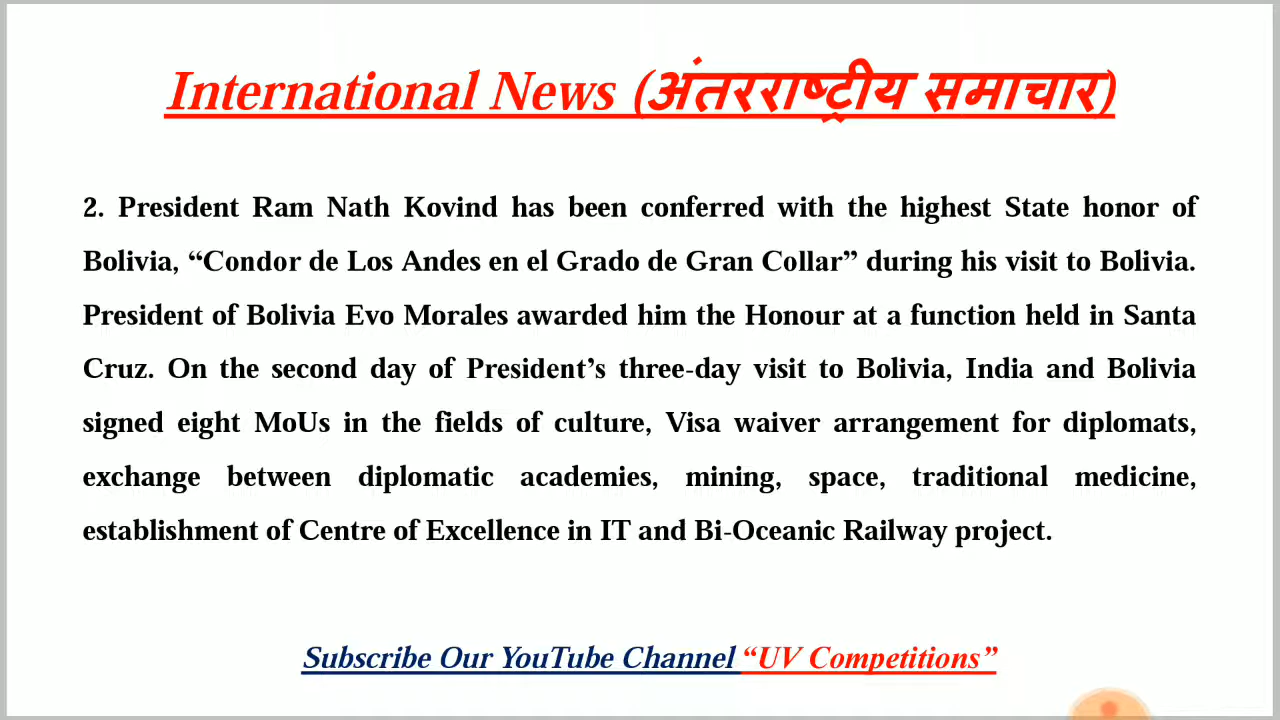 International News (अंतरराष्ट्रीय समाचार)
2. President Ram Nath Kovind has been conferred with the highest State honor of
Bolivia, “Condor de Los Andes en el Grado de Gran Collar” during his visit to Bolivia.
President of Bolivia Evo Morales awarded him the Honour at a function held in Santa
Cruz. On the second day of President’s three-day visit to Bolivia, India and Bolivia
signed eight MoUs in the fields of culture, Visa waiver arrangement for diplomats,
exchange between diplomatic academies, mining, space, traditional medicine,
establishment of Centre of Excellence in IT and Bi-Oceanic Railway project.
Subscribe Our YouTube Channel “UV Competitions”